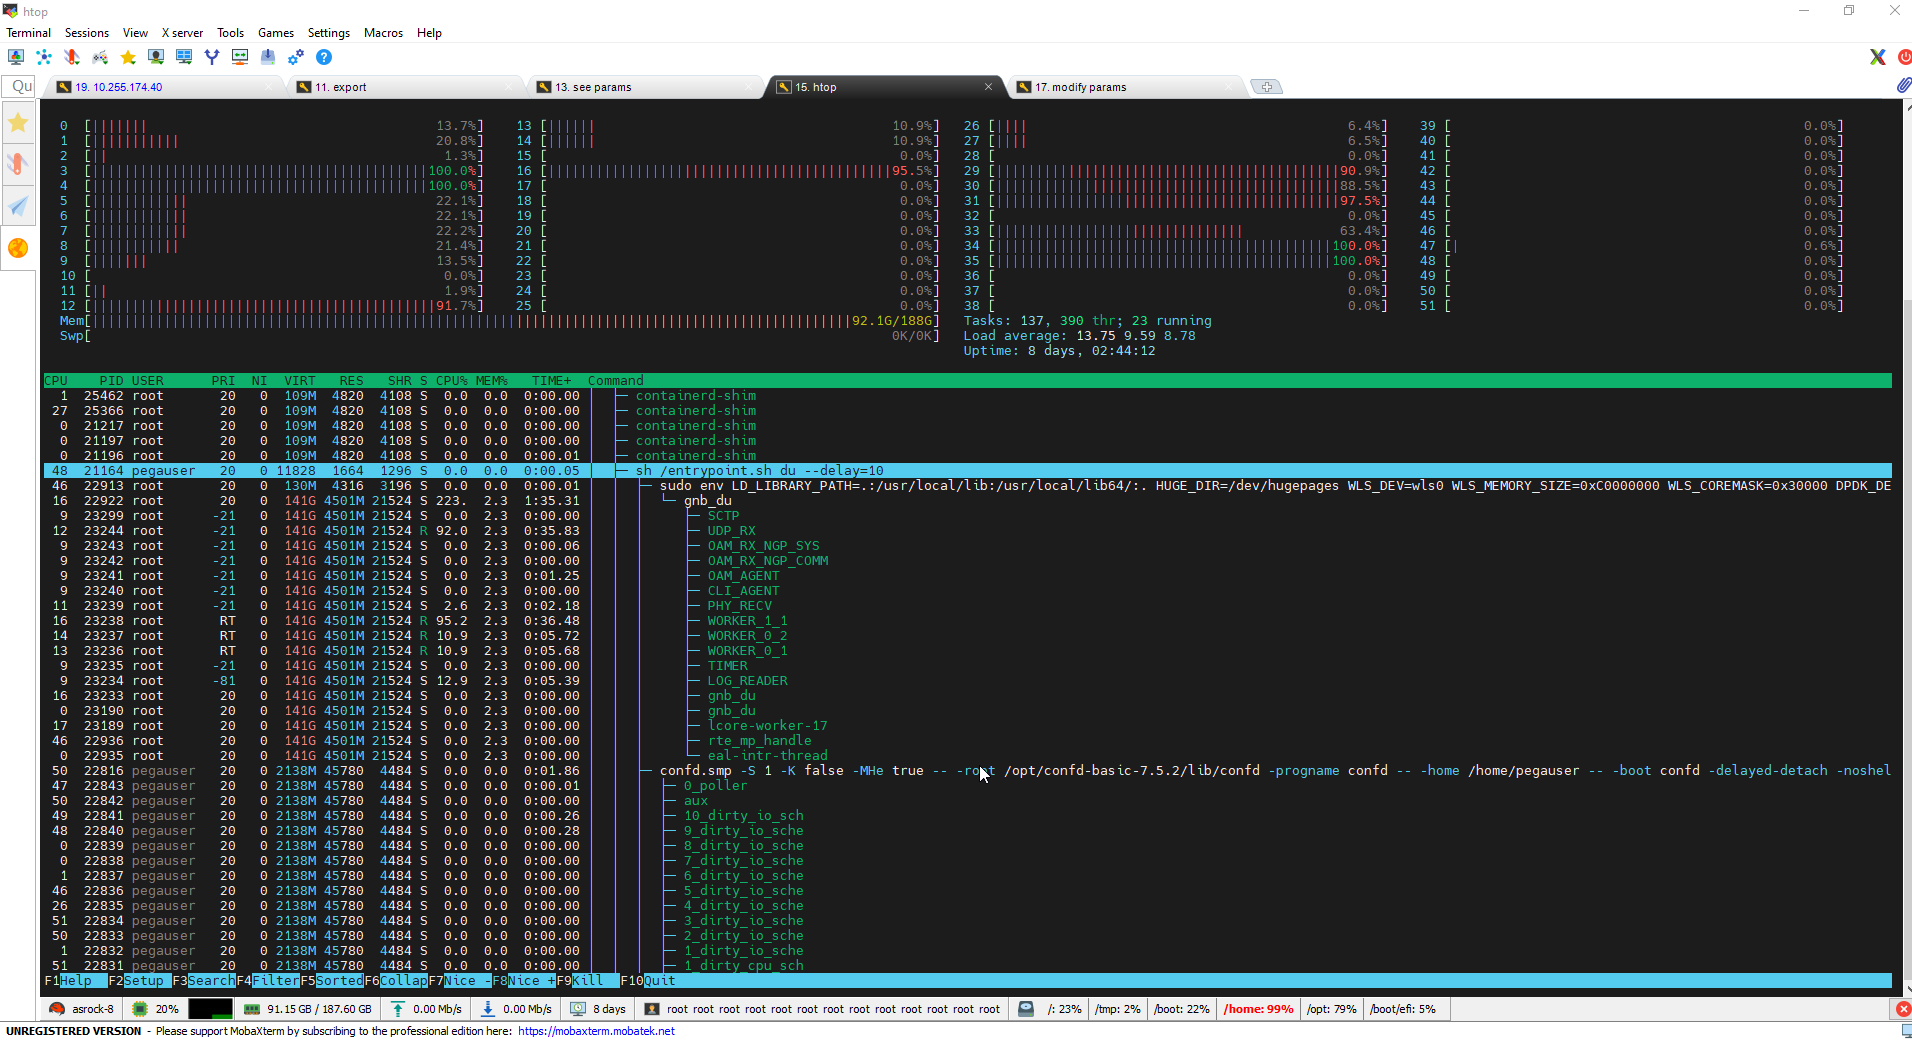 htop
Terminal Sessions View X server Tools Games Settings Macros Help
Qu 19. 10.255.174.40 11. export 13. see params 15. htop 17. modify params
0 [||||||| 13.7%] 13 [|||||| 10.9%] 26 [|||| 6.4%] 39 [ 0.0%]
1 [||||||||||| 20.8%] 14 [|||||| 10.9%] 27 [|||| 6.5%] 40 [ 0.0%]
2 [|| 1.3%] 15 [ 0.0%] 28 [ 0.0%] 41 [ 0.0%]
3 [ 100.0%] 16 [ 95.5%] 29 [ 90.9%] 42 [ 0.0%]
4 [ 100.0%] 17 [ 0.0%] 30 [ 88.5%] 43 [ 0.0%]
5 [|||||||||||| 22.1%] 18 [ 0.0%] 31 [ 97.5%] 44 [ 0.0%]
6 [|||||||||||| 22.1%] 19 [ 0.0%] 32 [ 0.0%] 45 [ 0.0%]
7 [|||||||||||| 22.2%] 20 [ 0.0%] 33 [ 63.4%] 46 [ 0.0%]
8 [||||||||||| 21.4%] 21 [ 0.0%] 34 [ 100.0%] 47 [| 0.6%]
9 [||||||| 13.5%] 22 [ 0.0%] 35 [ 100.0%] 48 [ 0.0%]
10 [ 0.0%] 23 [ 0.0%] 36 [ 0.0%] 49 [ 0.0%]
11 [|| 1.9%] 24 [ 0.0%] 37 [ 0.0%] 50 [ 0.0%]
12 [ 91.7%] 25 [ 0.0%] 38 [ 0.0%] 51 [ 0.0%]
Mem[ 92.1G/188G] Tasks: 137, 390 thr; 23 running
Swp[ 0K/0K] Load average: 13.75 9.59 8.78
Uptime: 8 days, 02:44:12
CPU PID USER PRI NI VIRT RES SHR S CPU% MEM% TIME+ Command
1 25462 root 20 0 109M 4820 4108 S 0.0 0.0 0:00.00 containerd-shim
27 25366 root 20 0 109M 4820 4108 S 0.0 0.0 0:00.00 containerd-shim
0 21217 root 20 0 109M 4820 4108 S 0.0 0.0 0:00.00 containerd-shim
0 21197 root 20 0 109M 4820 4108 S 0.0 0.0 0:00.00 containerd-shim
0 21196 root 20 0 109M 4820 4108 S 0.0 0.0 0:00.01 containerd-shim
48 21164 pegauser 20 0 11828 1664 1296 S 0.0 0.0 0:00.05 sh /entrypoint.sh du --delay=10
46 22913 root 20 0 130M 4316 3196 S 0.0 0.0 0:00.01 sudo env LD_LIBRARY_PATH=.:/usr/local/lib:/usr/local/lib64/:. HUGE_DIR=/dev/hugepages WLS_DEV=wls0 WLS_MEMORY_SIZE=0xC0000000 WLS_COREMASK=0x30000 DPDK_DE
16 22922 root 20 0 141G 4501M 21524 S 223. 2.3 1:35.31 gnb_du
9 23299 root -21 0 141G 4501M 21524 S 0.0 2.3 0:00.00 SCTP
12 23244 root -21 0 141G 4501M 21524 R 92.0 2.3 0:35.83 UDP_RX
9 23243 root -21 0 141G 4501M 21524 S 0.0 2.3 0:00.06 OAM_RX_NGP_SYS
9 23242 root -21 0 141G 4501M 21524 S 0.0 2.3 0:00.00 OAM_RX_NGP_COMM
9 23241 root -21 0 141G 4501M 21524 S 0.0 2.3 0:01.25 OAM_AGENT
9 23240 root -21 0 141G 4501M 21524 S 0.0 2.3 0:00.00 CLI_AGENT
11 23239 root -21 0 141G 4501M 21524 S 2.6 2.3 0:02.18 PHY_RECV
16 23238 root RT 0 141G 4501M 21524 R 95.2 2.3 0:36.48 WORKER_1_1
14 23237 root RT 0 141G 4501M 21524 R 10.9 2.3 0:05.72 WORKER_0_2
13 23236 root RT 0 141G 4501M 21524 R 10.9 2.3 0:05.68 WORKER_0_1
9 23235 root -21 0 141G 4501M 21524 S 0.0 2.3 0:00.00 TIMER
9 23234 root -81 0 141G 4501M 21524 S 12.9 2.3 0:05.39 LOG_READER
16 23233 root 20 0 141G 4501M 21524 S 0.0 2.3 0:00.00 gnb_du
0 23190 root 20 0 141G 4501M 21524 S 0.0 2.3 0:00.00 gnb_du
17 23189 root 20 0 141G 4501M 21524 S 0.0 2.3 0:00.00 lcore-worker-17
46 22936 root 20 0 141G 4501M 21524 S 0.0 2.3 0:00.00 rte_mp_handle
0 22935 root 20 0 141G 4501M 21524 S 0.0 2.3 0:00.00 eal-intr-thread
50 22816 pegauser 20 0 2138M 45780 4484 S 0.0 0.0 0:01.86 confd.smp -S 1 -K false -MHe true -- -root /opt/confd-basic-7.5.2/lib/confd -progname confd -- -home /home/pegauser -- -boot confd -delayed-detach -noshel
47 22843 pegauser 20 0 2138M 45780 4484 S 0.0 0.0 0:00.01 0_poller
50 22842 pegauser 20 0 2138M 45780 4484 S 0.0 0.0 0:00.00 aux
49 22841 pegauser 20 0 2138M 45780 4484 S 0.0 0.0 0:00.26 10_dirty_io_sch
48 22840 pegauser 20 0 2138M 45780 4484 S 0.0 0.0 0:00.28 9_dirty_io_sche
0 22839 pegauser 20 0 2138M 45780 4484 S 0.0 0.0 0:00.00 8_dirty_io_sche
0 22838 pegauser 20 0 2138M 45780 4484 S 0.0 0.0 0:00.00 7_dirty_io_sche
1 22837 pegauser 20 0 2138M 45780 4484 S 0.0 0.0 0:00.00 6_dirty_io_sche
46 22836 pegauser 20 0 2138M 45780 4484 S 0.0 0.0 0:00.00 5_dirty_io_sche
26 22835 pegauser 20 0 2138M 45780 4484 S 0.0 0.0 0:00.00 4_dirty_io_sche
51 22834 pegauser 20 0 2138M 45780 4484 S 0.0 0.0 0:00.00 3_dirty_io_sche
50 22833 pegauser 20 0 2138M 45780 4484 S 0.0 0.0 0:00.00 2_dirty_io_sche
1 22832 pegauser 20 0 2138M 45780 4484 S 0.0 0.0 0:00.00 1_dirty_io_sche
51 22831 pegauser 20 0 2138M 45780 4484 S 0.0 0.0 0:00.00 1_dirty_cpu_sch
F1Help F2Setup F3SearchF4FilterF5SortedF6CollapF7Nice -F8Nice +F9Kill F10Quit
asrock-8 20% 91.15 GB / 187.60 GB 0.00 Mb/s 0.00 Mb/s 8 days root root root root root root root root root root root root root /: 23% /tmp: 2% /boot: 22% /home: 99% /opt: 79% /boot/efi: 5%
UNREGISTERED VERSION - Please support MobaXterm by subscribing to the professional edition here: https://mobaxterm.mobatek.net